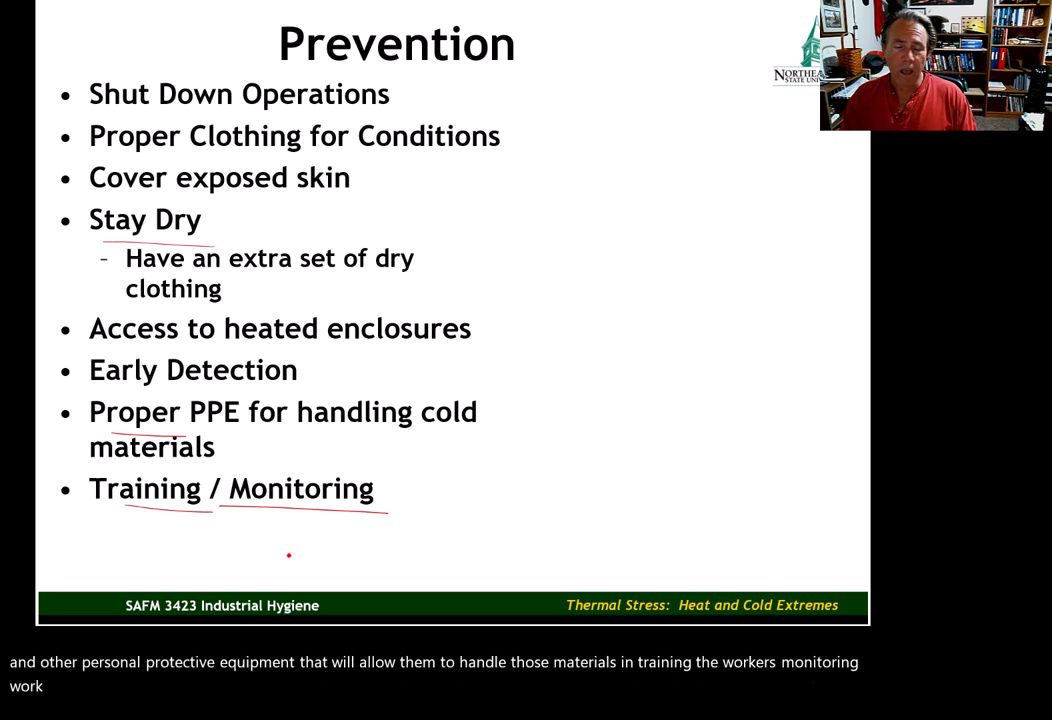 Prevention
• Shut Down Operations
• Proper Clothing for Conditions
• Cover exposed skin
• Stay Dry
– Have an extra set of dry
clothing
• Access to heated enclosures
• Early Detection
• Proper PPE for handling cold
materials
• Training / Monitoring
SAFM 3423 Industrial Hygiene
Thermal Stress: Heat and Cold Extremes
and other personal protective equipment that will allow them to handle those materials in training the workers monitoring
work